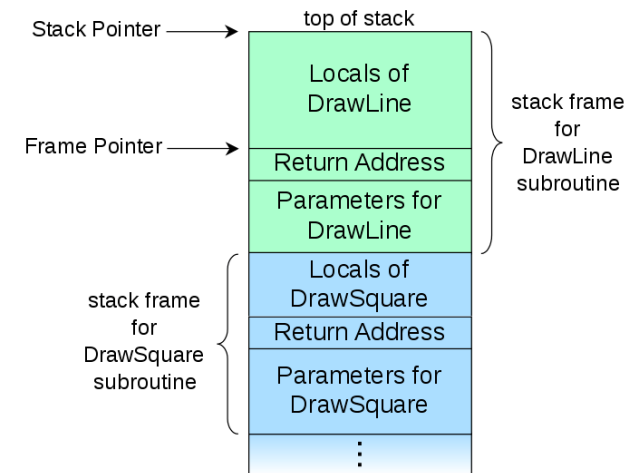 top of stack
Stack Pointer
Locals of
DrawLine
stack frame
for
DrawLine
subroutine
Frame Pointer
Return Address
Parameters for
DrawLine
Locals of
DrawSquare
stack frame
for
DrawSquare
subroutine
Return Address
Parameters for
DrawSquare
⋮